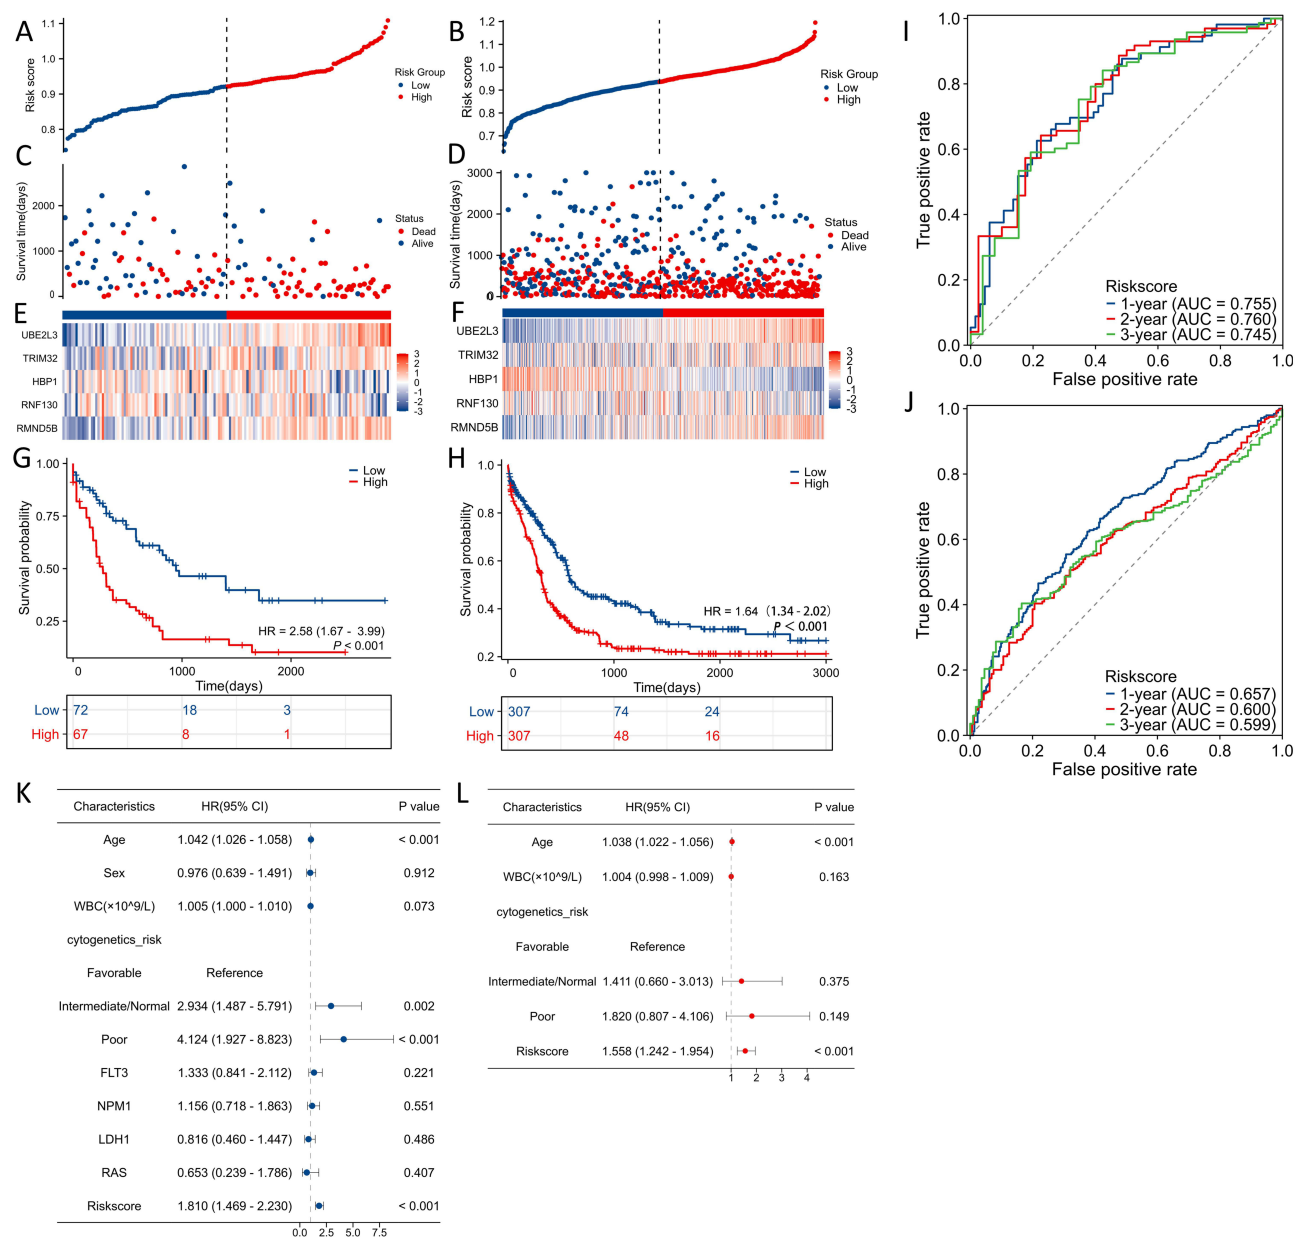 A
Risk score
1.1
1.0
0.9
0.8
Risk Group
Low
High
B
Risk score
1.2
1.1
1.0
0.9
0.8
0.7
Risk Group
Low
High
C
Survival time(days)
2000
1000
0
Status
Dead
Alive
D
Survival time(days)
3000
2000
1000
0
Status
Dead
Alive
E
UBE2L3
TRIM32
HBP1
RNF130
RMND5B
3
2
1
0
-1
-2
-3
F
UBE2L3
TRIM32
HBP1
RNF130
RMND5B
3
2
1
0
-1
-2
-3
G
Survival probability
1.00
0.75
0.50
0.25
Low
High
HR = 2.58 (1.67 - 3.99)
P < 0.001
0 1000 2000
Time(days)
Low 72 18 3
High 67 8 1
H
Survival probability
1.0
0.8
0.6
0.4
0.2
Low
High
HR = 1.64 (1.34 - 2.02)
P < 0.001
0 1000 2000 3000
Time(days)
Low 307 74 24
High 307 48 16
I
True positive rate
1.0
0.8
0.6
0.4
0.2
0.0
Riskscore
1-year (AUC = 0.755)
2-year (AUC = 0.760)
3-year (AUC = 0.745)
0.0 0.2 0.4 0.6 0.8 1.0
False positive rate
J
True positive rate
1.0
0.8
0.6
0.4
0.2
0.0
Riskscore
1-year (AUC = 0.657)
2-year (AUC = 0.600)
3-year (AUC = 0.599)
0.0 0.2 0.4 0.6 0.8 1.0
False positive rate
K
Characteristics HR(95% CI) P value
Age 1.042 (1.026 - 1.058) < 0.001
Sex 0.976 (0.639 - 1.491) 0.912
WBC(×10^9/L) 1.005 (1.000 - 1.010) 0.073
cytogenetics_risk
Favorable Reference
Intermediate/Normal 2.934 (1.487 - 5.791) 0.002
Poor 4.124 (1.927 - 8.823) < 0.001
FLT3 1.333 (0.841 - 2.112) 0.221
NPM1 1.156 (0.718 - 1.863) 0.551
LDH1 0.816 (0.460 - 1.447) 0.486
RAS 0.653 (0.239 - 1.786) 0.407
Riskscore 1.810 (1.469 - 2.230) < 0.001
0.0 2.5 5.0 7.5
L
Characteristics HR(95% CI) P value
Age 1.038 (1.022 - 1.056) < 0.001
WBC(×10^9/L) 1.004 (0.998 - 1.009) 0.163
cytogenetics_risk
Favorable Reference
Intermediate/Normal 1.411 (0.660 - 3.013) 0.375
Poor 1.820 (0.807 - 4.106) 0.149
Riskscore 1.558 (1.242 - 1.954) < 0.001
1 2 3 4